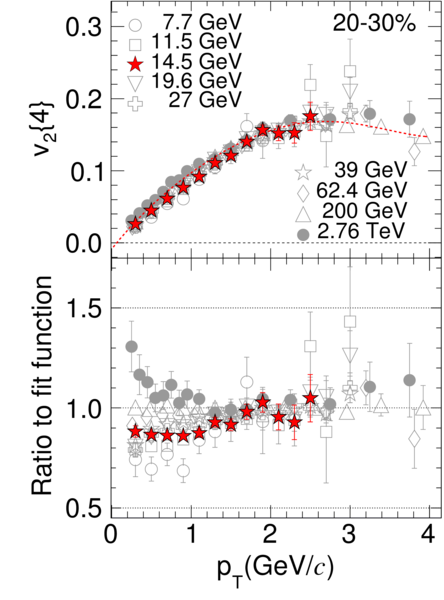 20-30%
7.7 GeV
11.5 GeV
14.5 GeV
19.6 GeV
27 GeV
39 GeV
62.4 GeV
200 GeV
2.76 TeV
v₂{4}
0.3
0.2
0.1
0.0
Ratio to fit function
1.5
1.0
0.5
0 1 2 3 4
p_T(GeV/c)